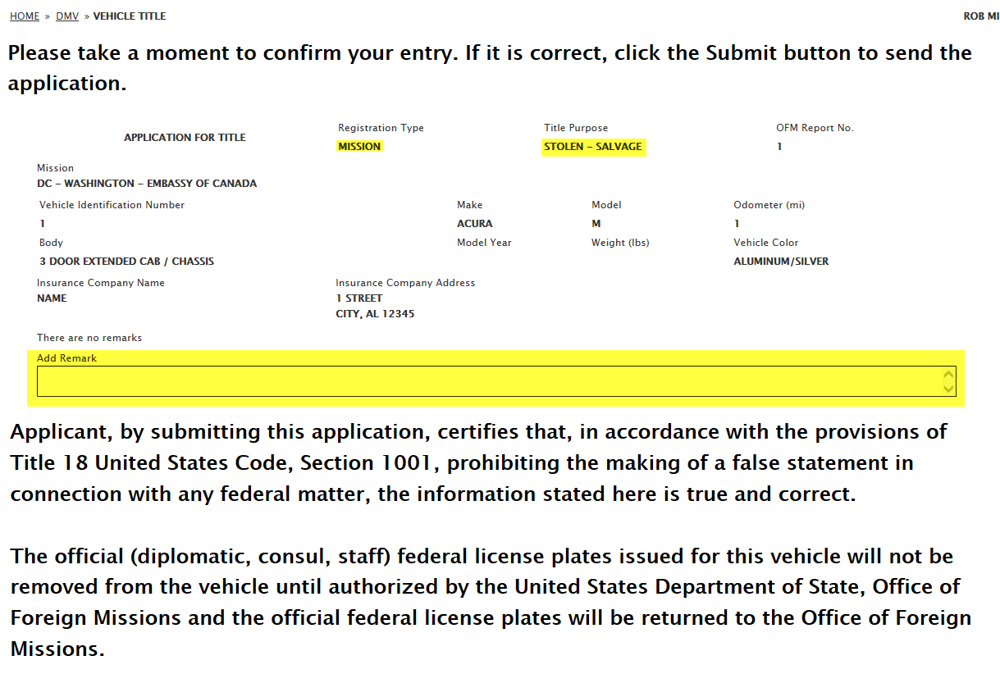 HOME » DMV » VEHICLE TITLE ROB MI
Please take a moment to confirm your entry. If it is correct, click the Submit button to send the
application.
Registration Type Title Purpose OFM Report No.
APPLICATION FOR TITLE
MISSION STOLEN – SALVAGE 1
Mission
DC – WASHINGTON – EMBASSY OF CANADA
Vehicle Identification Number Make Model Odometer (mi)
1 ACURA M 1
Body Model Year Weight (lbs) Vehicle Color
3 DOOR EXTENDED CAB / CHASSIS ALUMINUM/SILVER
Insurance Company Name Insurance Company Address
NAME 1 STREET
CITY, AL 12345
There are no remarks
Add Remark
Applicant, by submitting this application, certifies that, in accordance with the provisions of
Title 18 United States Code, Section 1001, prohibiting the making of a false statement in
connection with any federal matter, the information stated here is true and correct.
The official (diplomatic, consul, staff) federal license plates issued for this vehicle will not be
removed from the vehicle until authorized by the United States Department of State, Office of
Foreign Missions and the official federal license plates will be returned to the Office of Foreign
Missions.